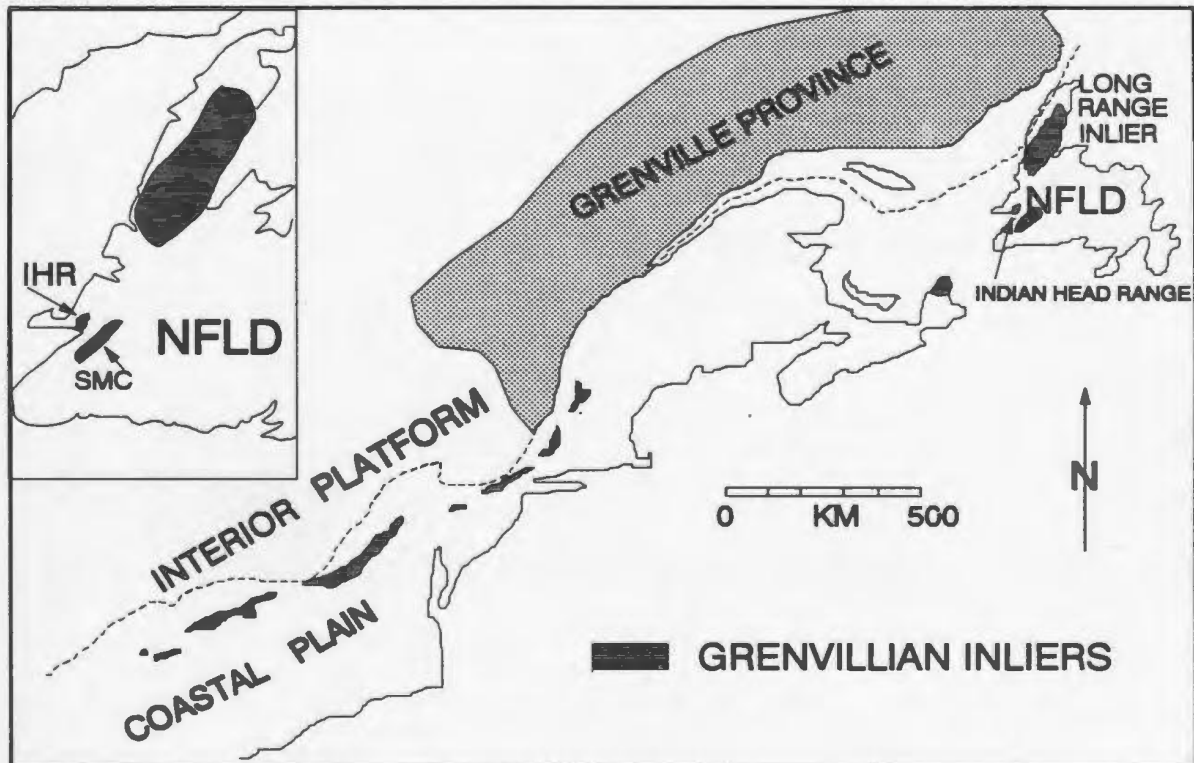 IHR
NFLD
SMC
GRENVILLE PROVINCE
LONG
RANGE
INLIER
NFLD
INDIAN HEAD RANGE
INTERIOR PLATFORM
COASTAL PLAIN
N
0 KM 500
GRENVILLIAN INLIERS